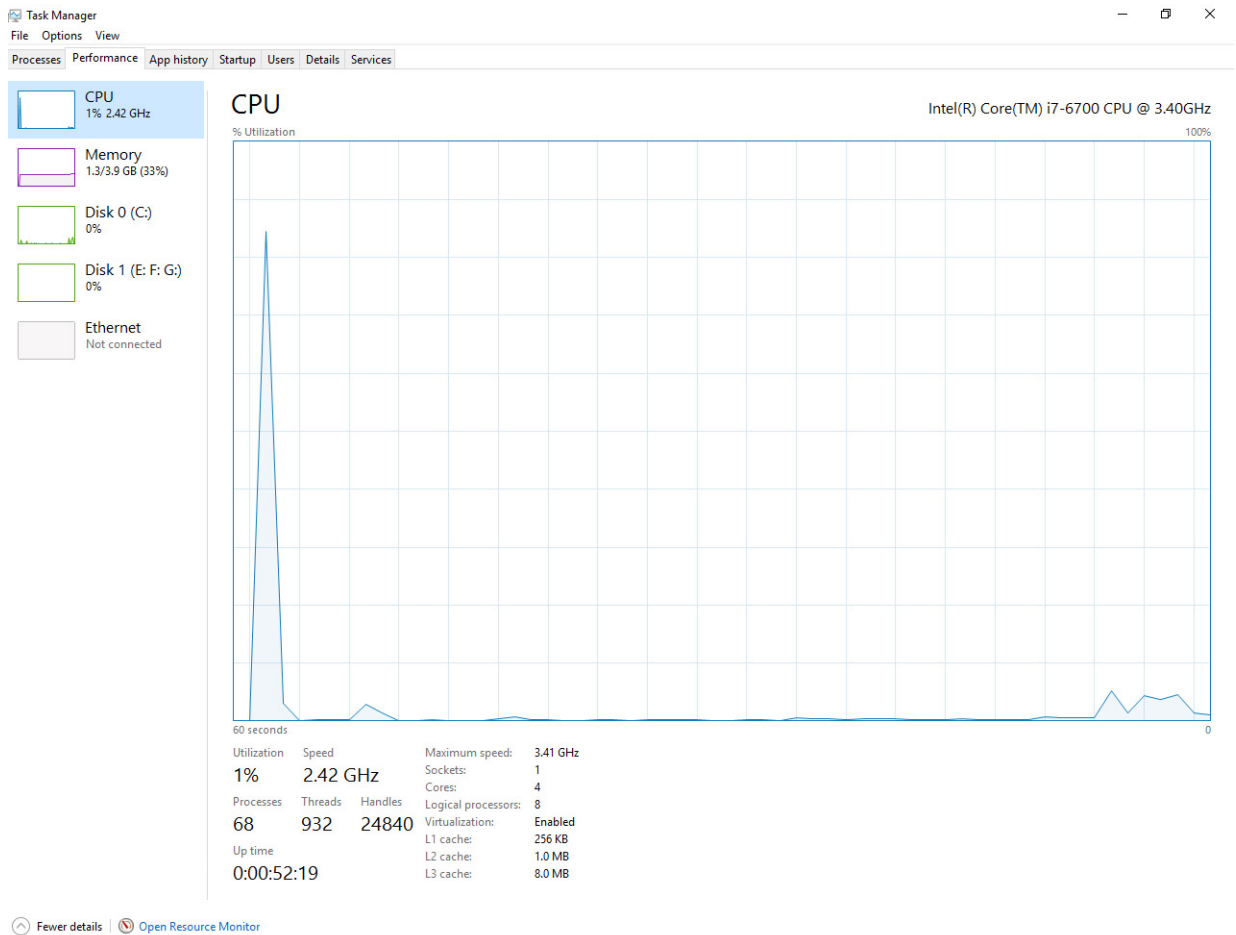 Task Manager
File Options View
Processes Performance App history Startup Users Details Services
CPU
1% 2.42 GHz
Memory
1.3/3.9 GB (33%)
Disk 0 (C:)
0%
Disk 1 (E: F: G:)
0%
Ethernet
Not connected
CPU
Intel(R) Core(TM) i7-6700 CPU @ 3.40GHz
% Utilization 100%
60 seconds 0
Utilization Speed
1% 2.42 GHz
Processes Threads Handles
68 932 24840
Up time
0:00:52:19
Maximum speed: 3.41 GHz
Sockets: 1
Cores: 4
Logical processors: 8
Virtualization: Enabled
L1 cache: 256 KB
L2 cache: 1.0 MB
L3 cache: 8.0 MB
Fewer details Open Resource Monitor